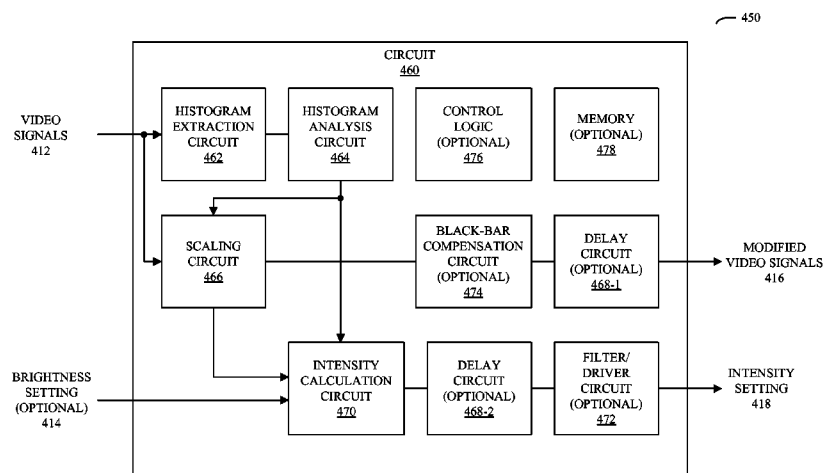 450
CIRCUIT
460
VIDEO
SIGNALS
412
HISTOGRAM
EXTRACTION
CIRCUIT
462
HISTOGRAM
ANALYSIS
CIRCUIT
464
CONTROL
LOGIC
(OPTIONAL)
476
MEMORY
(OPTIONAL)
478
SCALING
CIRCUIT
466
BLACK-BAR
COMPENSATION
CIRCUIT
(OPTIONAL)
474
DELAY
CIRCUIT
(OPTIONAL)
468-1
MODIFIED
VIDEO SIGNALS
416
BRIGHTNESS
SETTING
(OPTIONAL)
414
INTENSITY
CALCULATION
CIRCUIT
470
DELAY
CIRCUIT
(OPTIONAL)
468-2
FILTER/
DRIVER
CIRCUIT
(OPTIONAL)
472
INTENSITY
SETTING
418